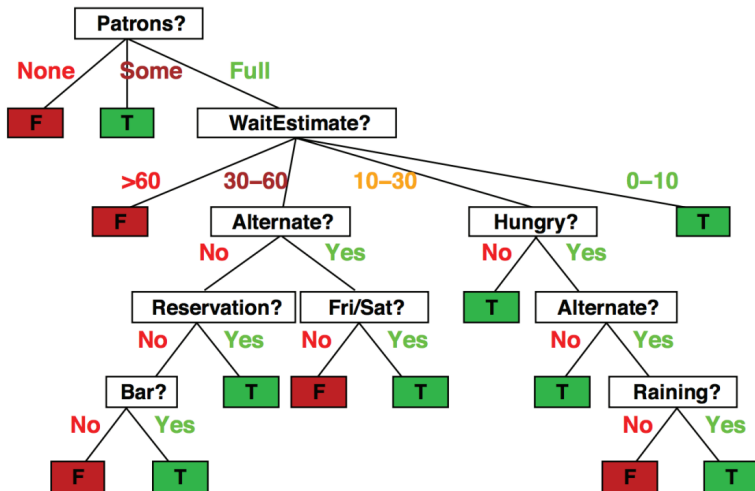 Patrons?
None Some Full
F T WaitEstimate?
>60 30–60 10–30 0–10
F Alternate? Hungry? T
No Yes No Yes
Reservation? Fri/Sat? T Alternate?
No Yes No Yes No Yes
Bar? T F T T Raining?
No Yes No Yes
F T F T